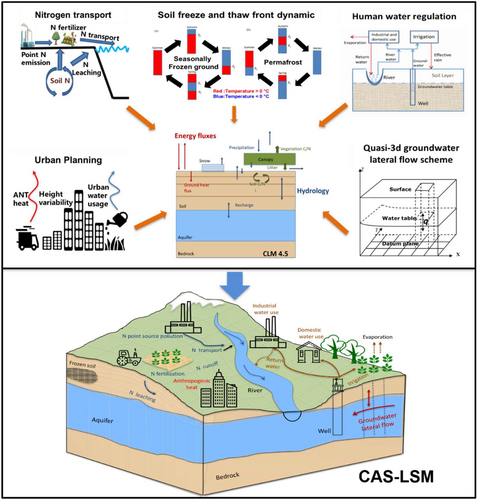 Nitrogen transport
N fertilizer
N transport
Point N
emission
N
Leaching
Soil N
Soil freeze and thaw front dynamic
Seasonally
Frozen ground
Permafrost
Red :Temperature > 0 °C
Blue:Temperature < 0 °C
Human water regulation
Industrial and
domestic use
Irrigation
Evaporation
Return
water
River
water
Effective
rain
River
Soil Layer
Groundwater table
Well
Urban Planning
ANT
heat
Height
variability
Urban
water
usage
Energy fluxes
Precipitation
Vegetation C/N
Snow
Canopy
Litter
Ground heat
flux
Soil C/N
Hydrology
Soil
Recharge
Aquifer
Bedrock
CLM 4.5
Quasi-3d groundwater
lateral flow scheme
Surface
Water table
Q
Datum plane
X
Industrial
water use
N point source pollution
N transport
Domestic
water use
Evaporation
Frozen soil
N fertilization
N runoff
Return
water
Anthropogenic
heat
River
Irrigation
N leaching
Aquifer
Well
Groundwater
lateral flow
Bedrock
CAS-LSM